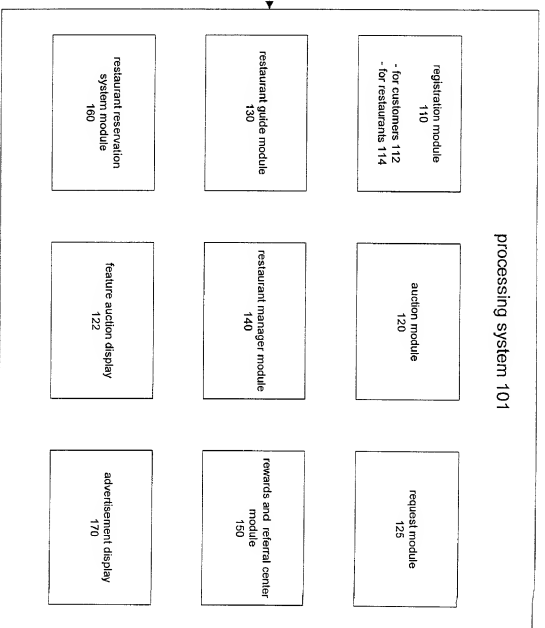 processing system 101
registration module
110
- for customers 112
- for restaurants 114
auction module
120
request module
125
restaurant guide module
130
restaurant manager module
140
rewards and referral center
module
150
restaurant reservation
system module
160
feature auction display
122
advertisement display
170